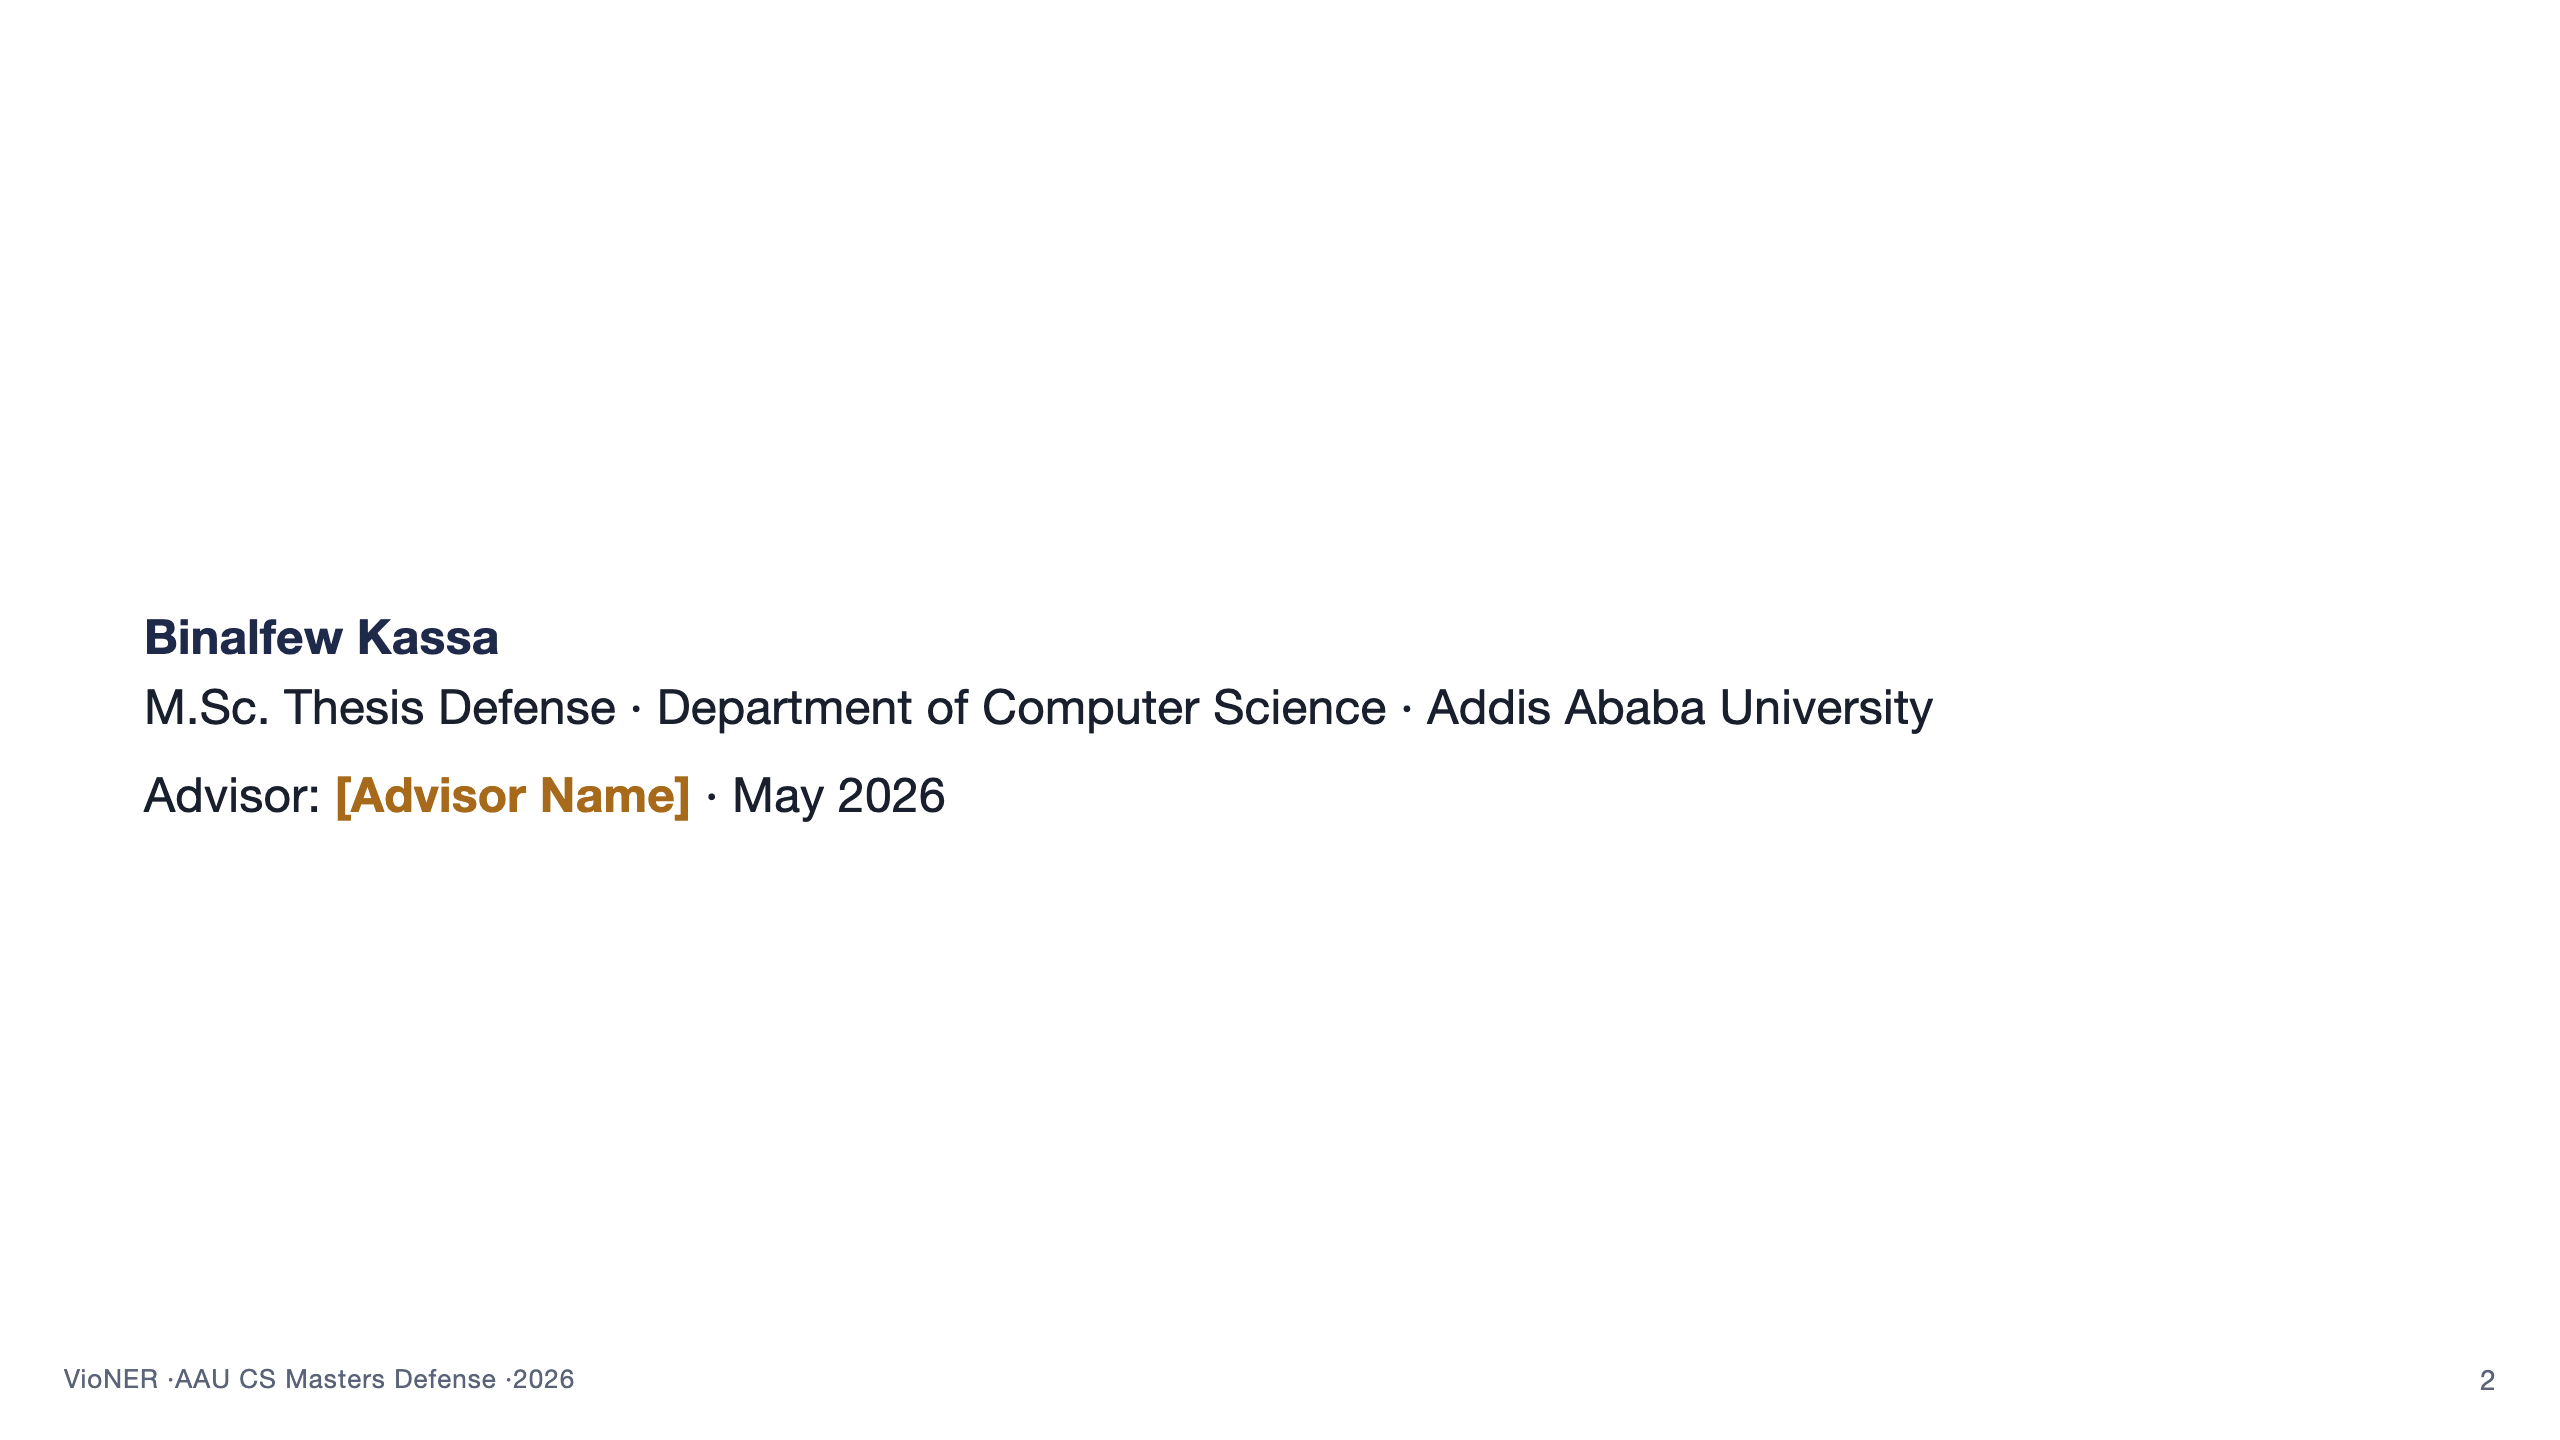 Binalfew Kassa
M.Sc. Thesis Defense · Department of Computer Science · Addis Ababa University
Advisor: [Advisor Name] · May 2026
VioNER ·AAU CS Masters Defense ·2026
2